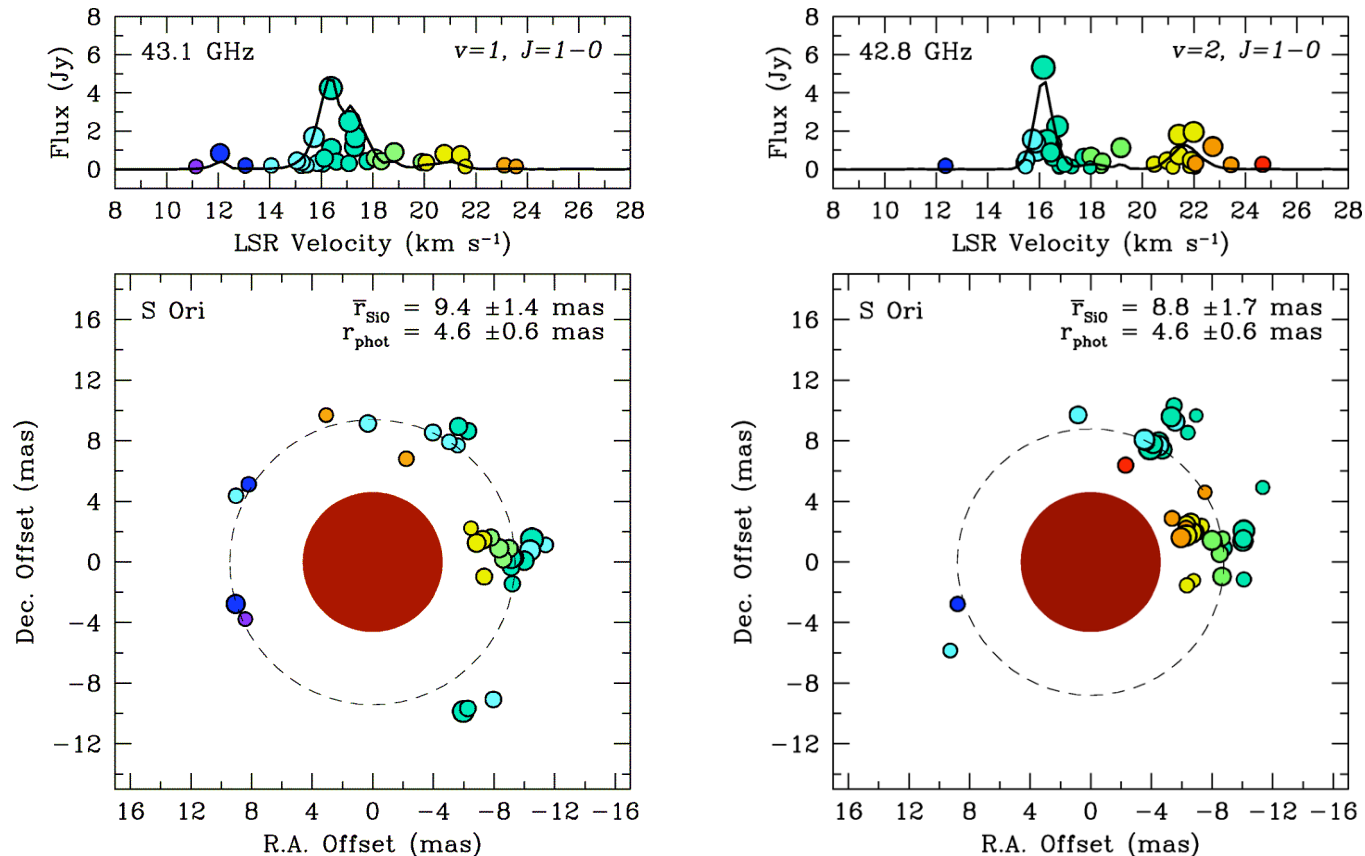 43.1 GHz
v=1, J=1−0
Flux (Jy)
8
6
4
2
0
8 10 12 14 16 18 20 22 24 26 28
LSR Velocity (km s⁻¹)
S Ori
r̅SiO = 9.4 ±1.4 mas
rphot = 4.6 ±0.6 mas
Dec. Offset (mas)
16
12
8
4
0
−4
−8
−12
16 12 8 4 0 −4 −8 −12 −16
R.A. Offset (mas)
42.8 GHz
v=2, J=1−0
Flux (Jy)
8
6
4
2
0
8 10 12 14 16 18 20 22 24 26 28
LSR Velocity (km s⁻¹)
S Ori
r̅SiO = 8.8 ±1.7 mas
rphot = 4.6 ±0.6 mas
Dec. Offset (mas)
16
12
8
4
0
−4
−8
−12
16 12 8 4 0 −4 −8 −12 −16
R.A. Offset (mas)